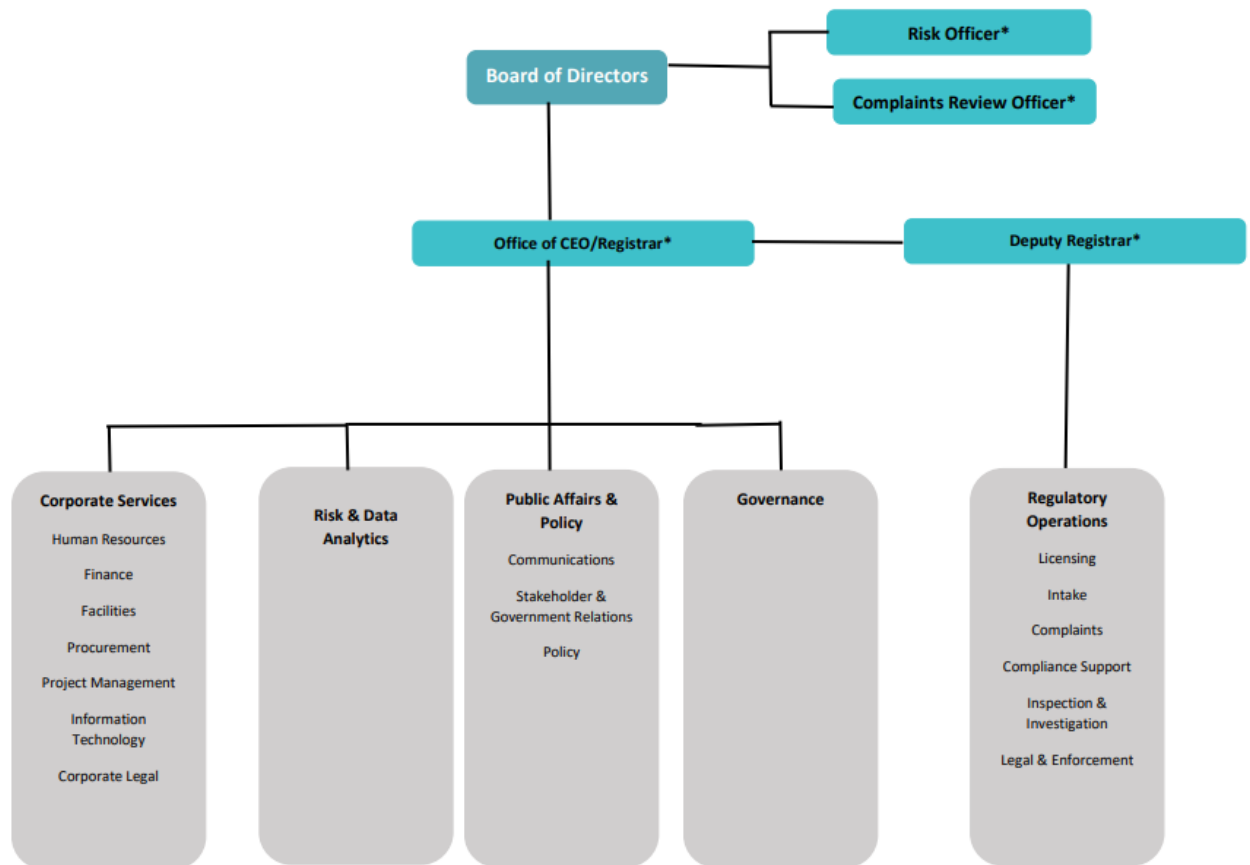 Risk Officer*
Board of Directors
Complaints Review Officer*
Office of CEO/Registrar*
Deputy Registrar*
Corporate Services
Human Resources
Finance
Facilities
Procurement
Project Management
Information
Technology
Corporate Legal
Risk & Data
Analytics
Public Affairs &
Policy
Communications
Stakeholder &
Government Relations
Policy
Governance
Regulatory
Operations
Licensing
Intake
Complaints
Compliance Support
Inspection &
Investigation
Legal & Enforcement